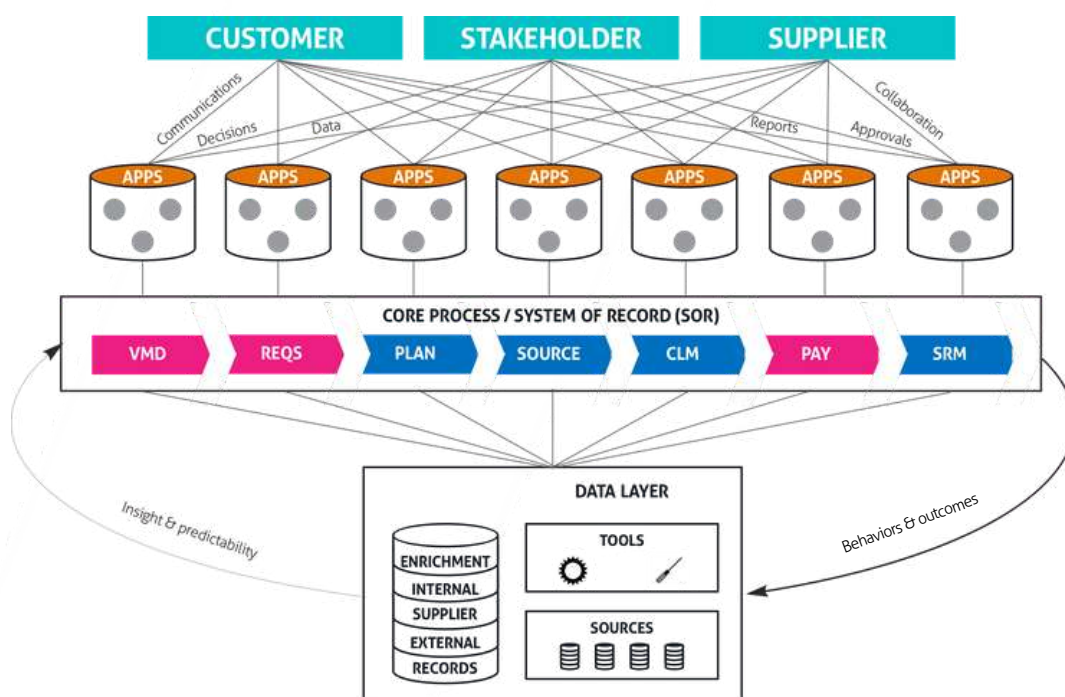 CUSTOMER
STAKEHOLDER
SUPPLIER
Communications
Decisions
Data
Reports
Approvals
Collaboration
APPS
APPS
APPS
APPS
APPS
APPS
APPS
CORE PROCESS / SYSTEM OF RECORD (SOR)
VMD
REQS
PLAN
SOURCE
CLM
PAY
SRM
Insight & predictability
Behaviors & outcomes
DATA LAYER
ENRICHMENT
INTERNAL
SUPPLIER
EXTERNAL
RECORDS
TOOLS
SOURCES